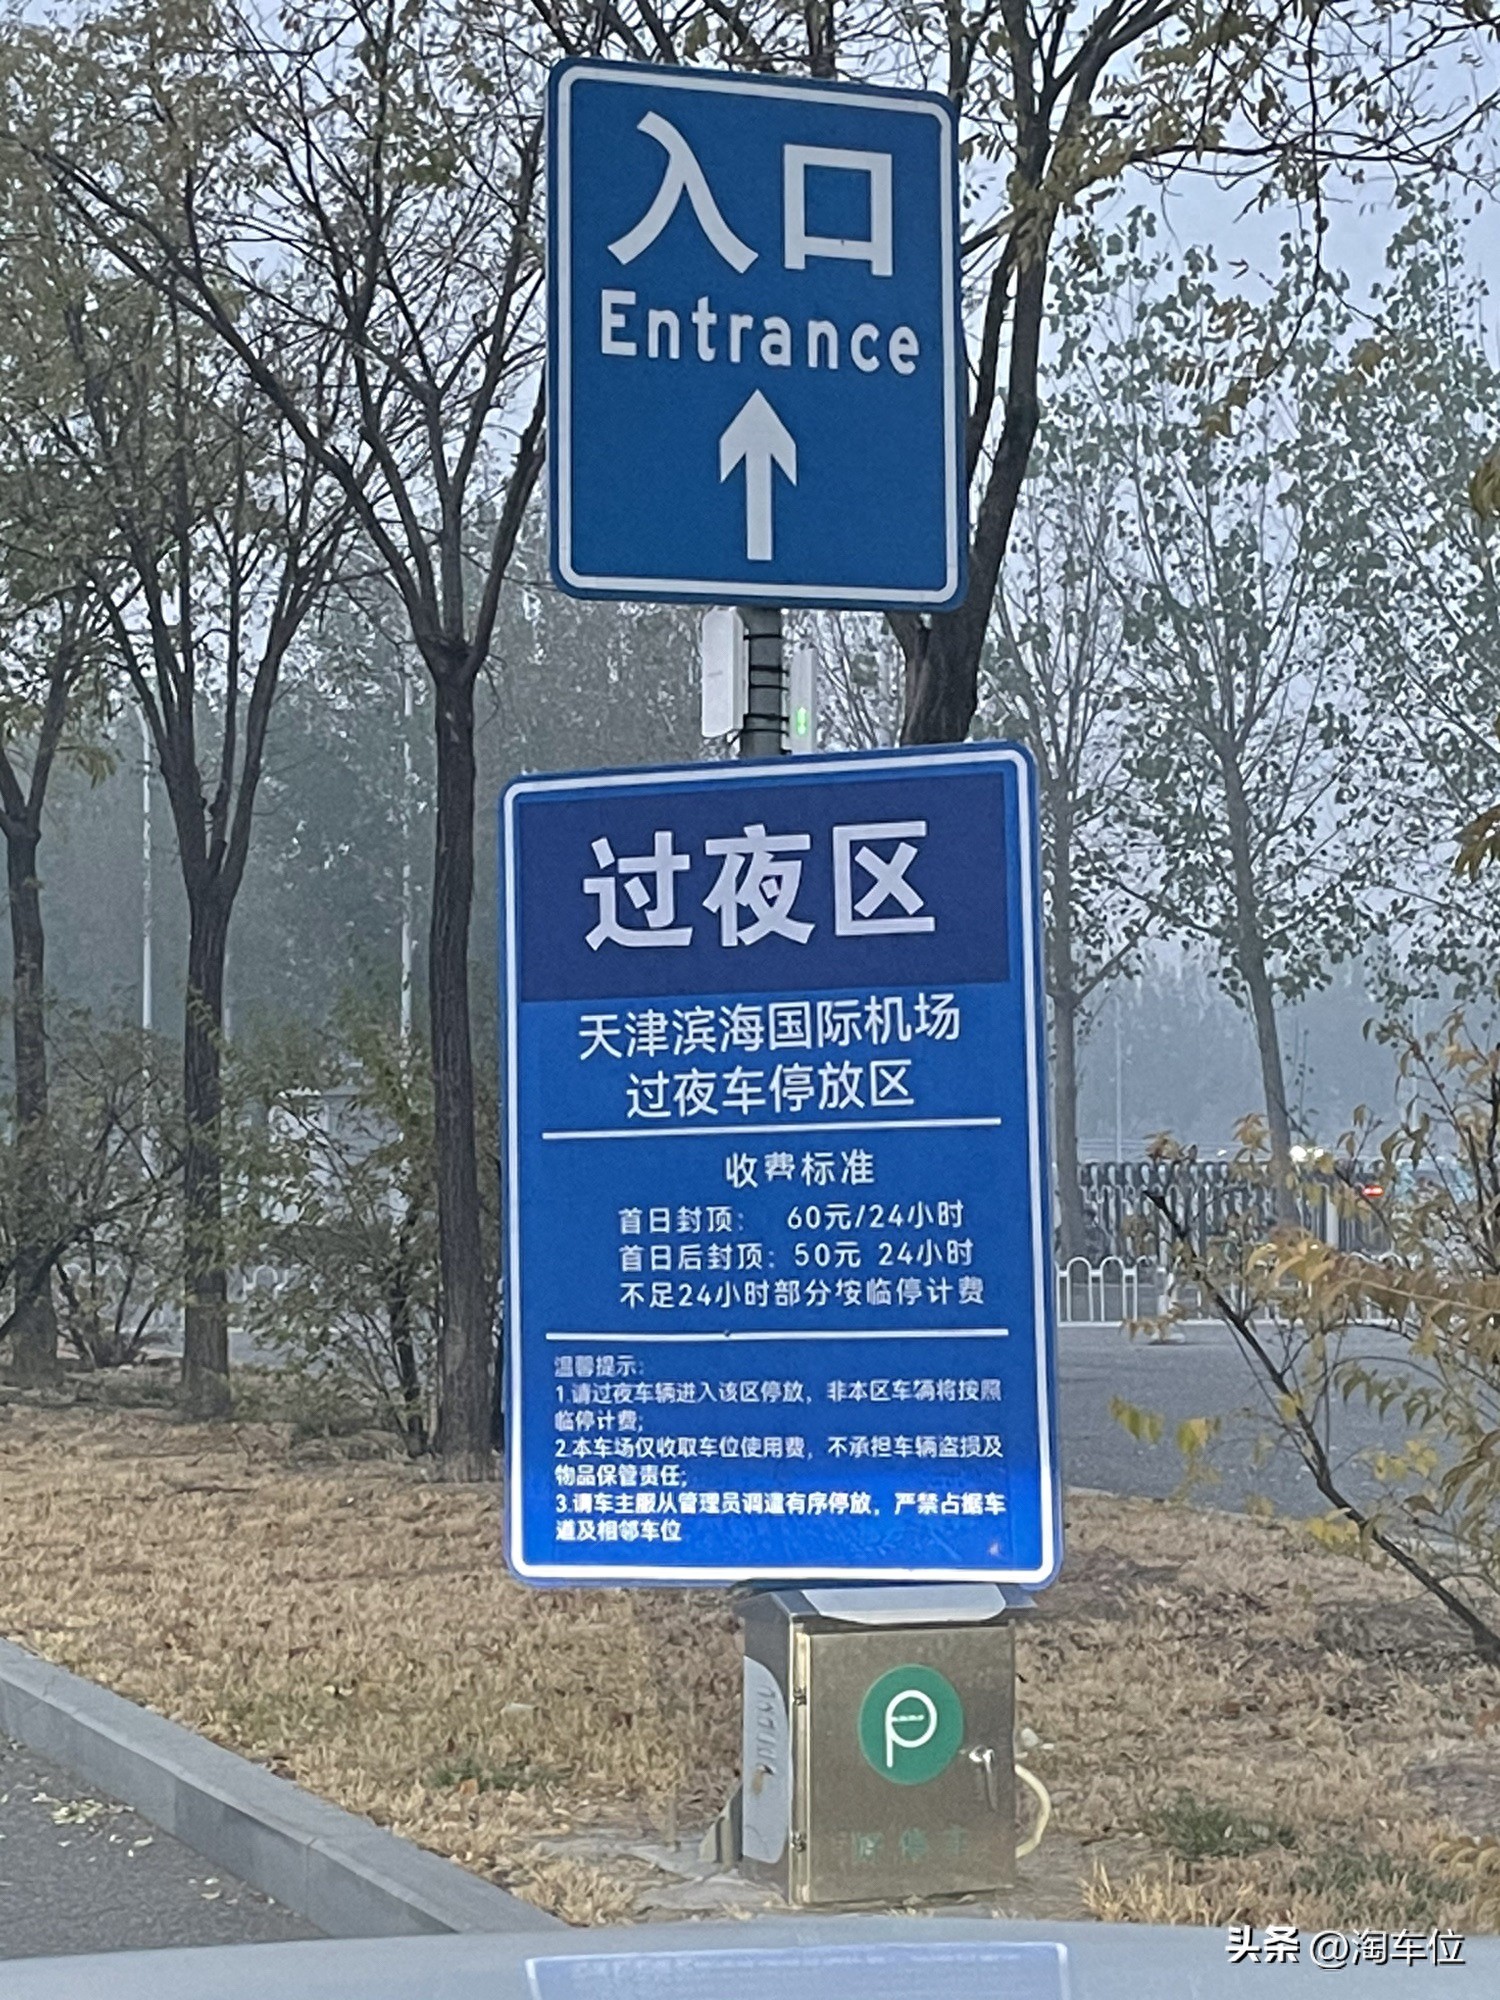 入口
Entrance
过夜区
天津滨海国际机场
过夜车停放区
收费标准
首日封顶： 60元/24小时
首日后封顶：50元 24小时
不足24小时部分按临停计费
温馨提示：
1.请过夜车辆进入该区停放，非本区车辆将按照
临停计费；
2.本车场仅收取车位使用费，不承担车辆盗损及
物品保管责任；
3.请车主服从管理员调遣有序停放，严禁占据车
道及相邻车位
头条 @淘车位